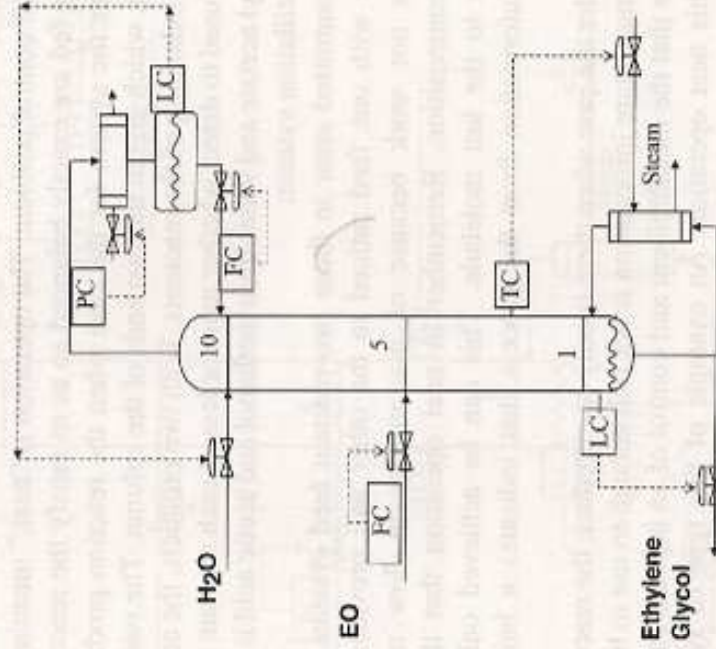 PC
LC
FC
10
H₂O
5
TC
FC
EO
Steam
1
LC
Ethylene
Glycol